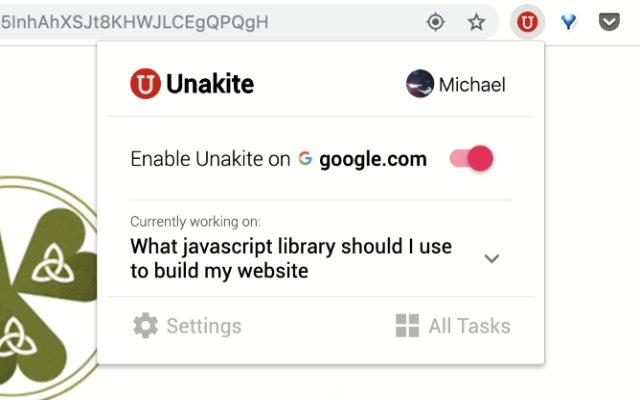 5InhAhXSJt8KHWJLCEgQPQgH
Unakite
Michael
Enable Unakite on google.com
Currently working on:
What javascript library should I use
to build my website
Settings
All Tasks